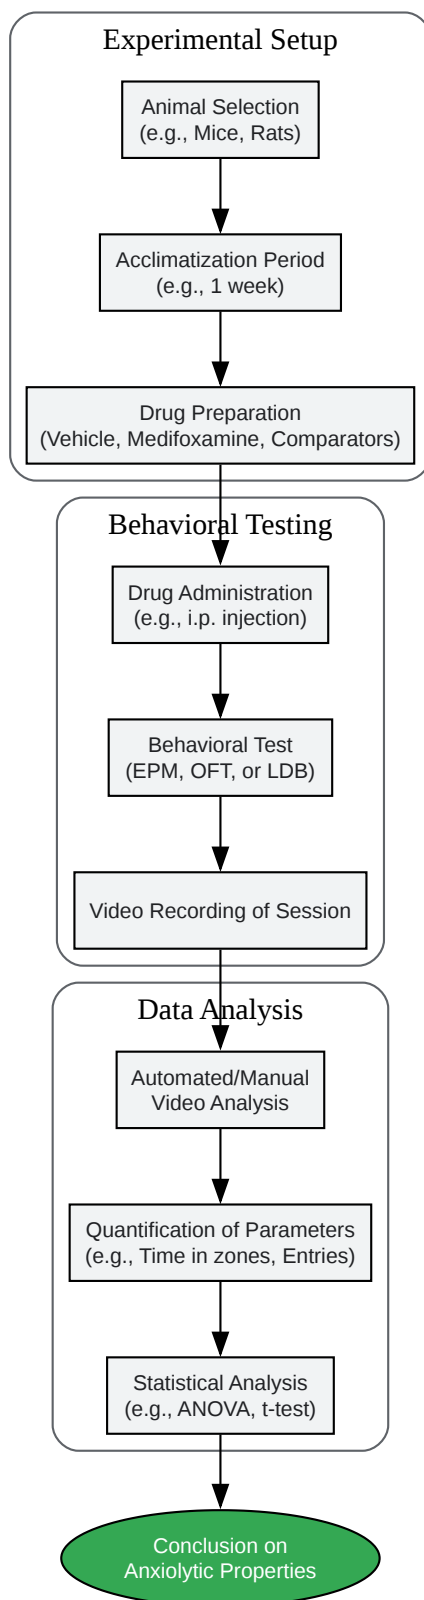 Experimental Setup
Animal Selection
(e.g., Mice, Rats)
Acclimatization Period
(e.g., 1 week)
Drug Preparation
(Vehicle, Medifoxamine, Comparators)
Behavioral Testing
Drug Administration
(e.g., i.p. injection)
Behavioral Test
(EPM, OFT, or LDB)
Video Recording of Session
Data Analysis
Automated/Manual
Video Analysis
Quantification of Parameters
(e.g., Time in zones, Entries)
Statistical Analysis
(e.g., ANOVA, t-test)
Conclusion on
Anxiolytic Properties